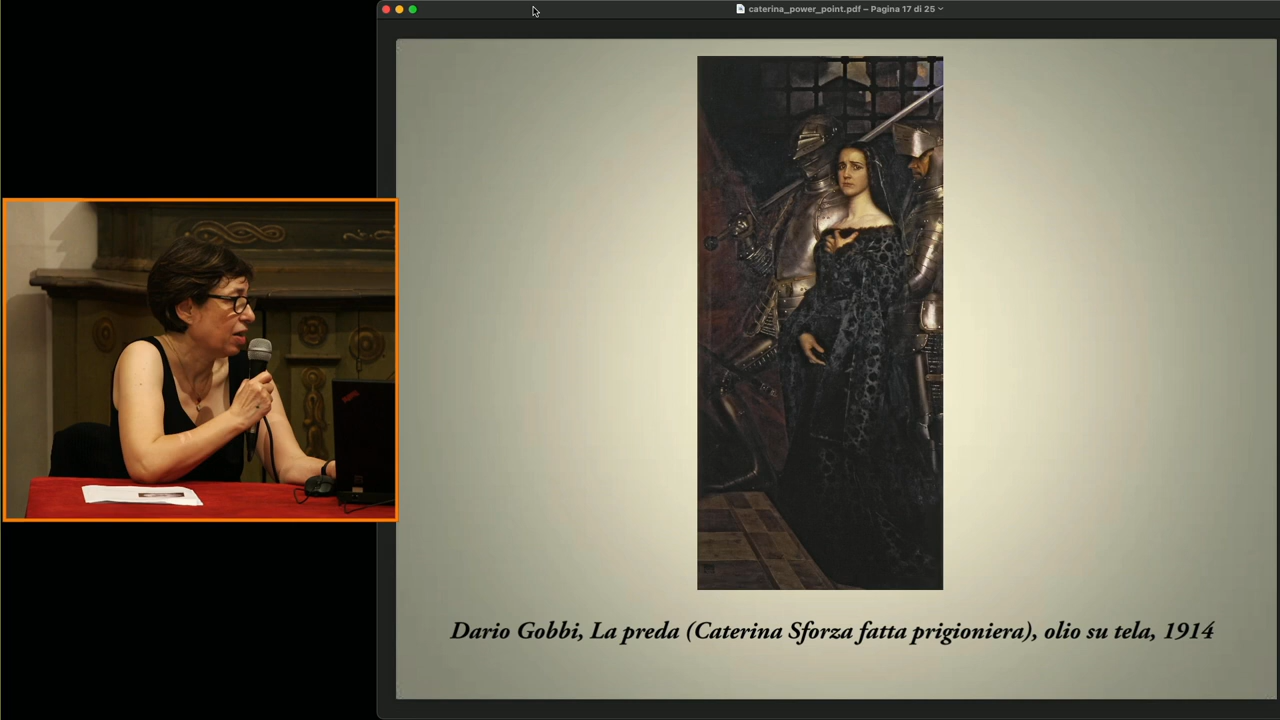 caterina_power_point.pdf – Pagina 17 di 25
Dario Gobbi, La preda (Caterina Sforza fatta prigioniera), olio su tela, 1914